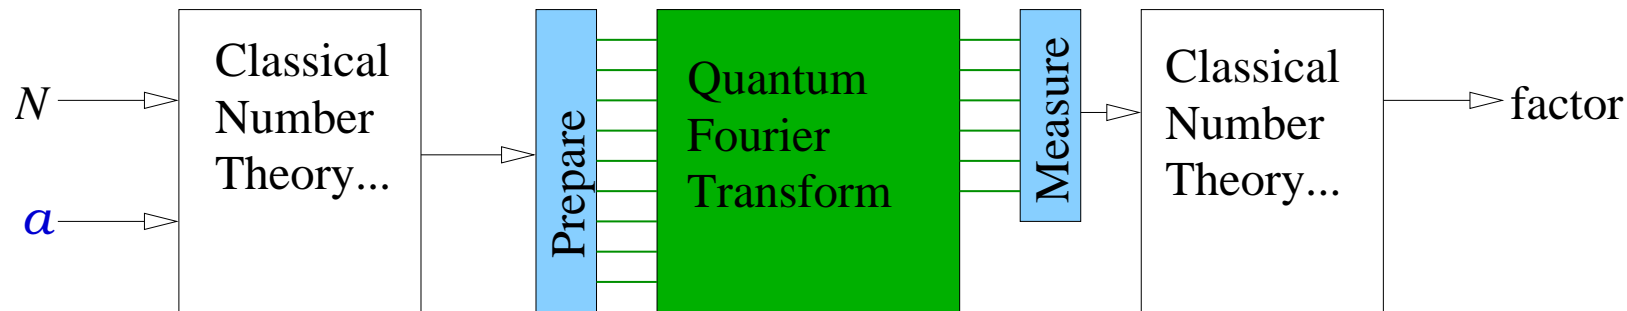 N
a
Classical
Number
Theory...
Prepare
Quantum
Fourier
Transform
Measure
Classical
Number
Theory...
factor